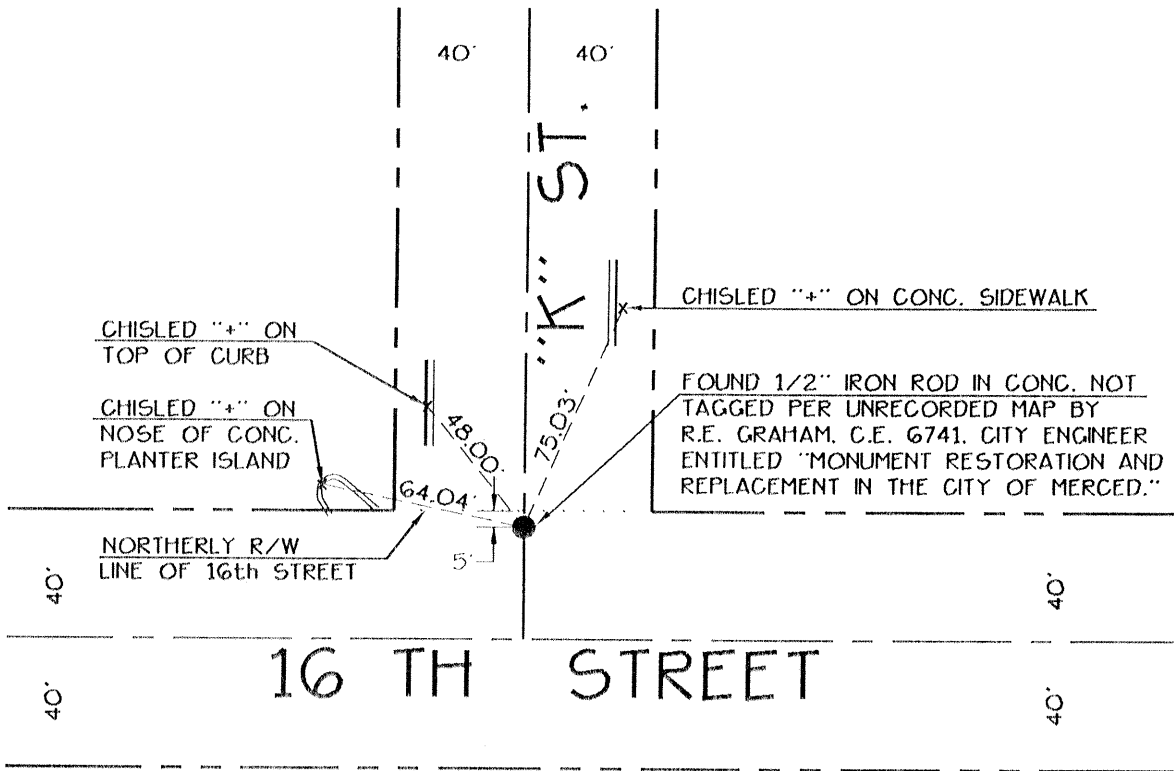 40'
40'
"K" ST.
CHISLED "+" ON CONC. SIDEWALK
CHISLED "+" ON
TOP OF CURB
CHISLED "+" ON
NOSE OF CONC.
PLANTER ISLAND
48.00'
75.03'
64.04'
FOUND 1/2" IRON ROD IN CONC. NOT
TAGGED PER UNRECORDED MAP BY
R.E. GRAHAM, C.E. 6741, CITY ENGINEER
ENTITLED "MONUMENT RESTORATION AND
REPLACEMENT IN THE CITY OF MERCED."
NORTHERLY R/W
LINE OF 16th STREET
5'
40'
40'
16 TH STREET
40'
40'